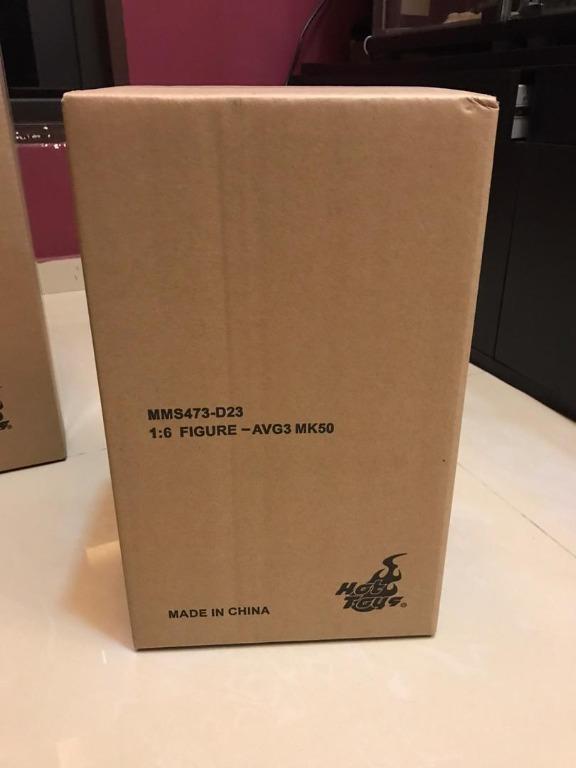 MMS473-D23
1:6 FIGURE –AVG3 MK50
MADE IN CHINA
Hot
Toys®